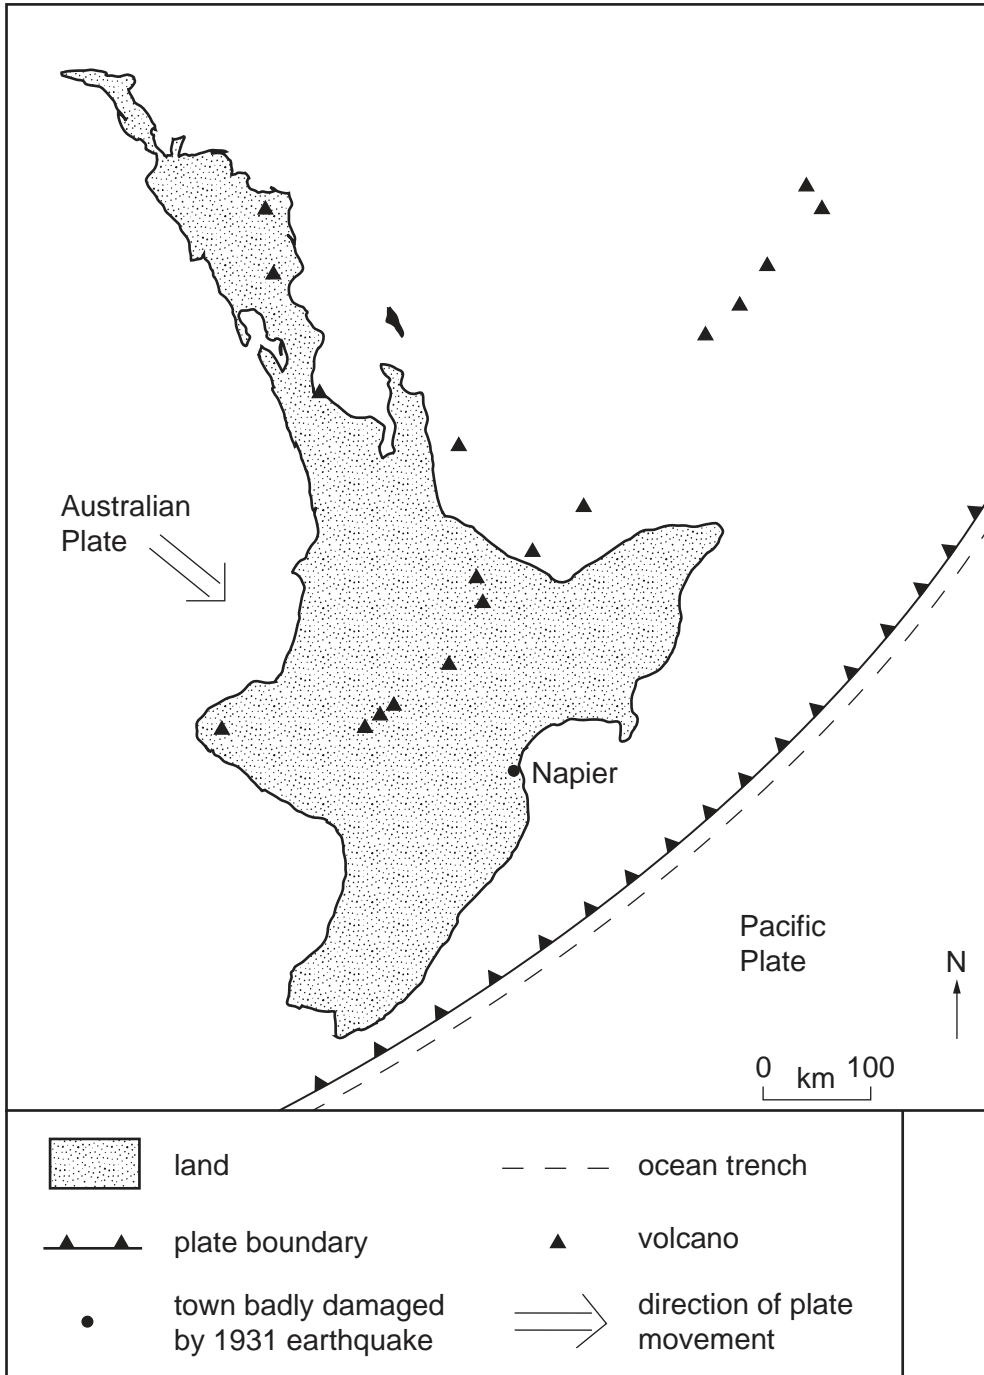 Australian
Plate
Napier
Pacific
Plate
N
0 km 100
land
ocean trench
plate boundary
volcano
town badly damaged
by 1931 earthquake
direction of plate
movement